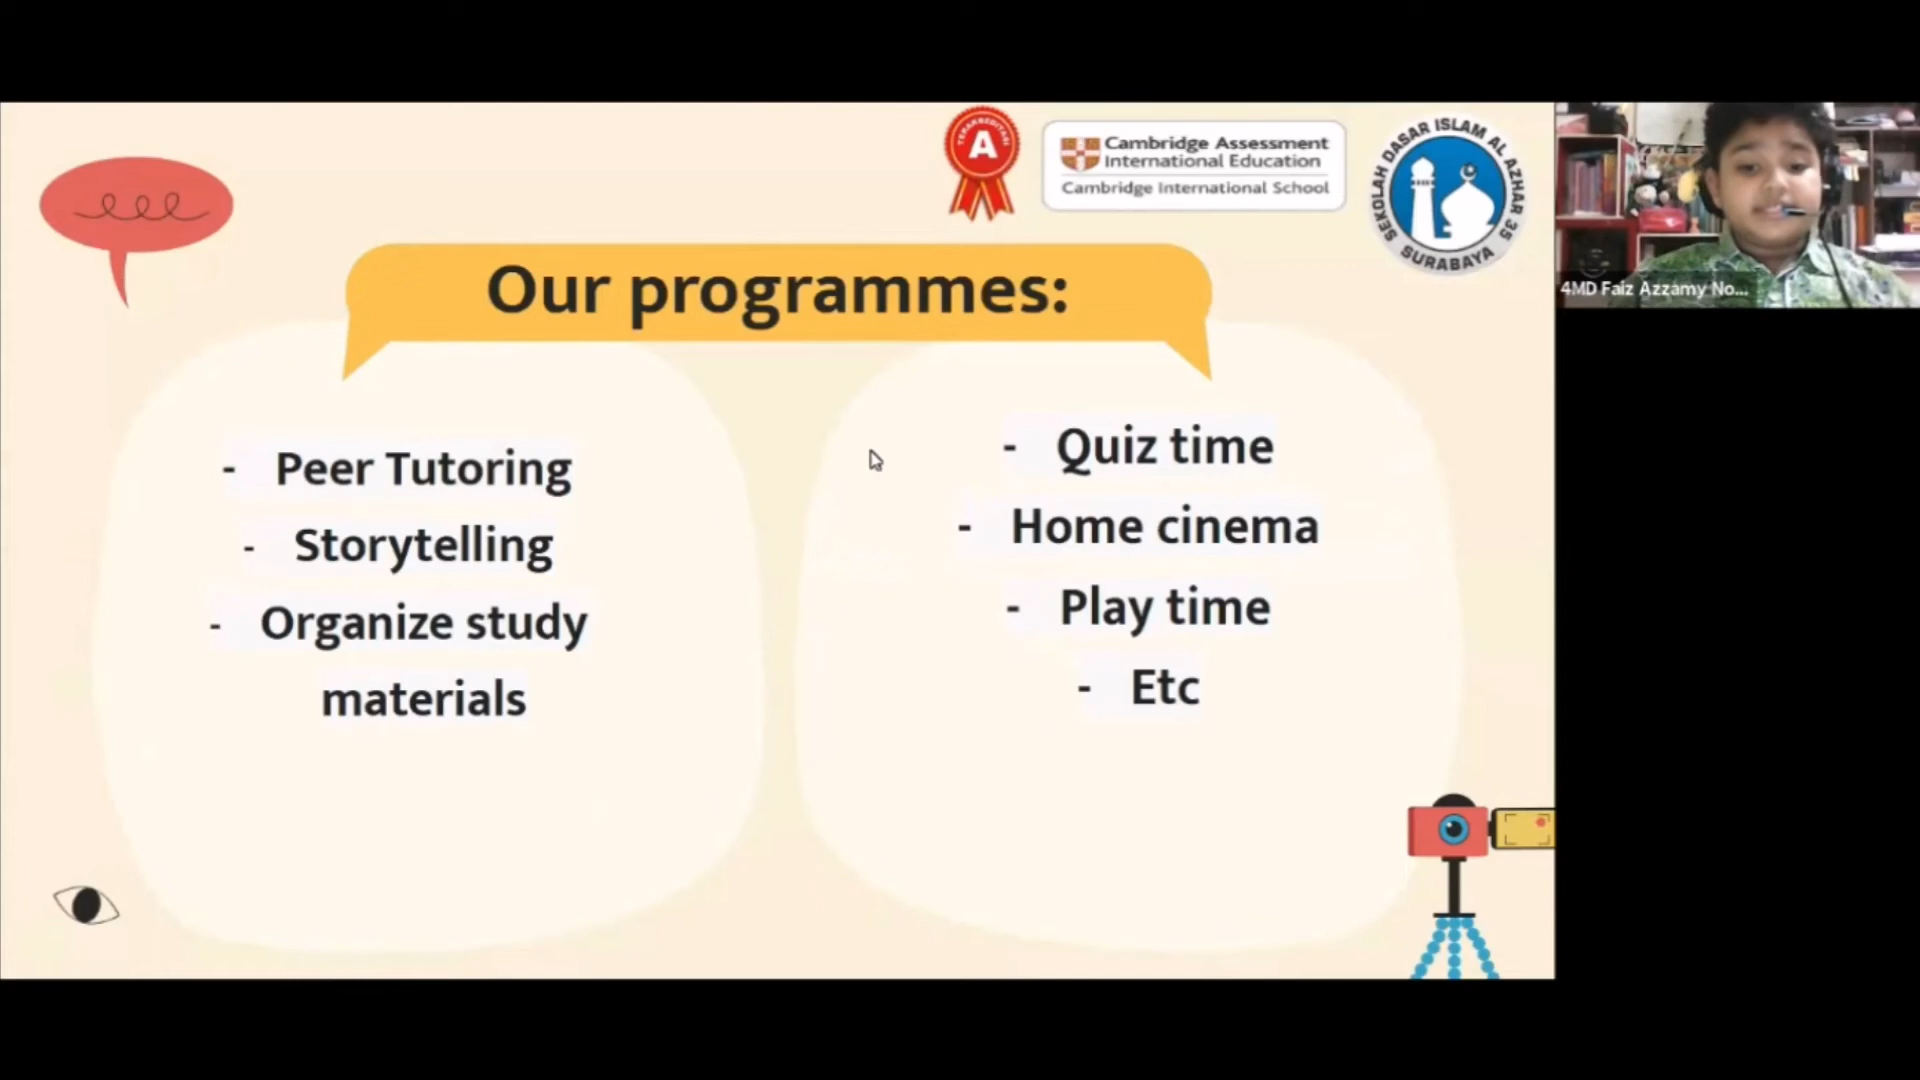 TERAKREDITASI
A
Cambridge Assessment
International Education
Cambridge International School
SEKOLAH DASAR ISLAM AL AZHAR 35
SURABAYA
4MD Faiz Azzamy No...
Our programmes:
- Peer Tutoring
- Storytelling
- Organize study
materials
- Quiz time
- Home cinema
- Play time
- Etc